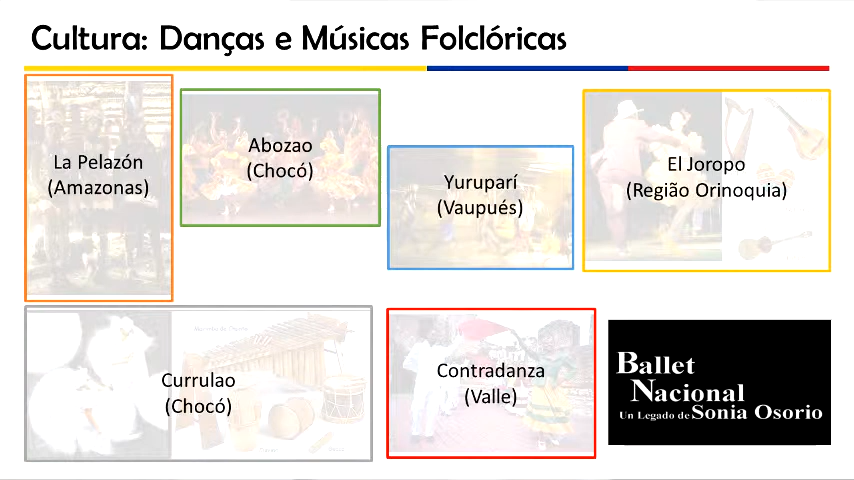 Cultura: Danças e Músicas Folclóricas
La Pelazón
(Amazonas)
Abozao
(Chocó)
Yuruparí
(Vaupués)
El Joropo
(Região Orinoquia)
Currulao
(Chocó)
Contradanza
(Valle)
Ballet
Nacional
Un Legado de Sonia Osorio